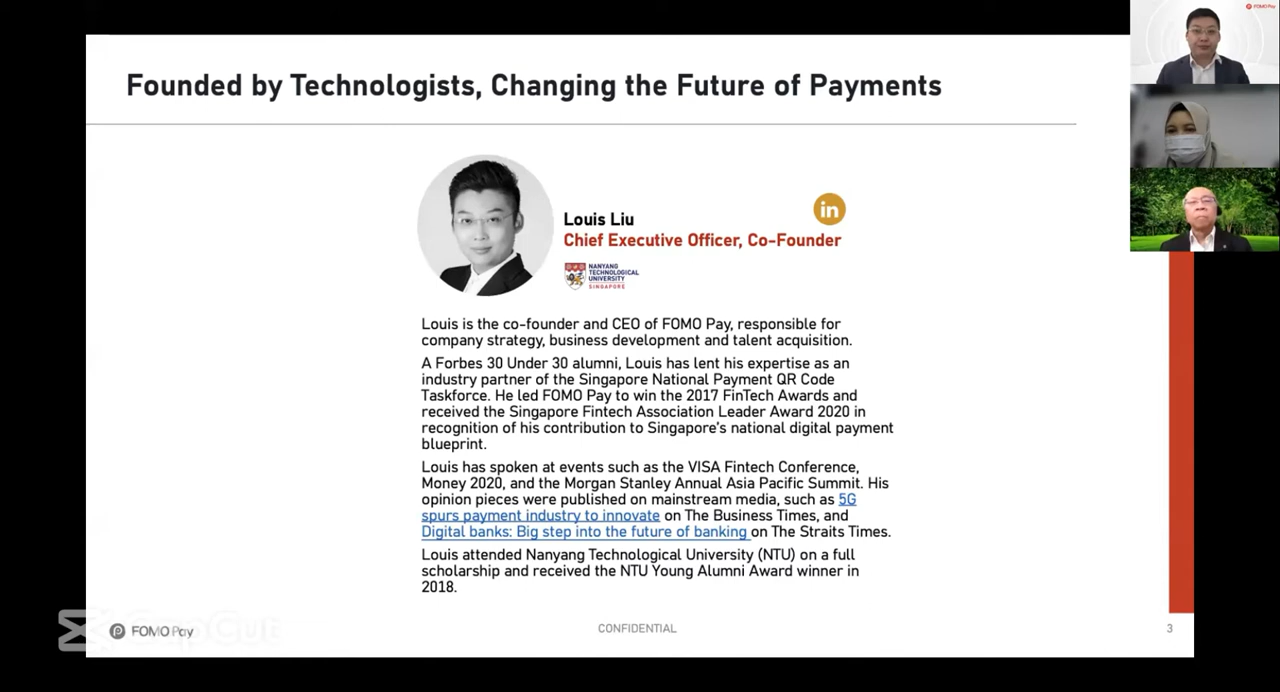 FOMO Pay
Founded by Technologists, Changing the Future of Payments
in
Louis Liu
Chief Executive Officer, Co-Founder
NANYANG
TECHNOLOGICAL
UNIVERSITY
SINGAPORE
Louis is the co-founder and CEO of FOMO Pay, responsible for
company strategy, business development and talent acquisition.
A Forbes 30 Under 30 alumni, Louis has lent his expertise as an
industry partner of the Singapore National Payment QR Code
Taskforce. He led FOMO Pay to win the 2017 FinTech Awards and
received the Singapore Fintech Association Leader Award 2020 in
recognition of his contribution to Singapore's national digital payment
blueprint.
Louis has spoken at events such as the VISA Fintech Conference,
Money 2020, and the Morgan Stanley Annual Asia Pacific Summit. His
opinion pieces were published on mainstream media, such as 5G
spurs payment industry to innovate on The Business Times, and
Digital banks: Big step into the future of banking on The Straits Times.
Louis attended Nanyang Technological University (NTU) on a full
scholarship and received the NTU Young Alumni Award winner in
2018.
FOMO Pay
CapCut
CONFIDENTIAL
3